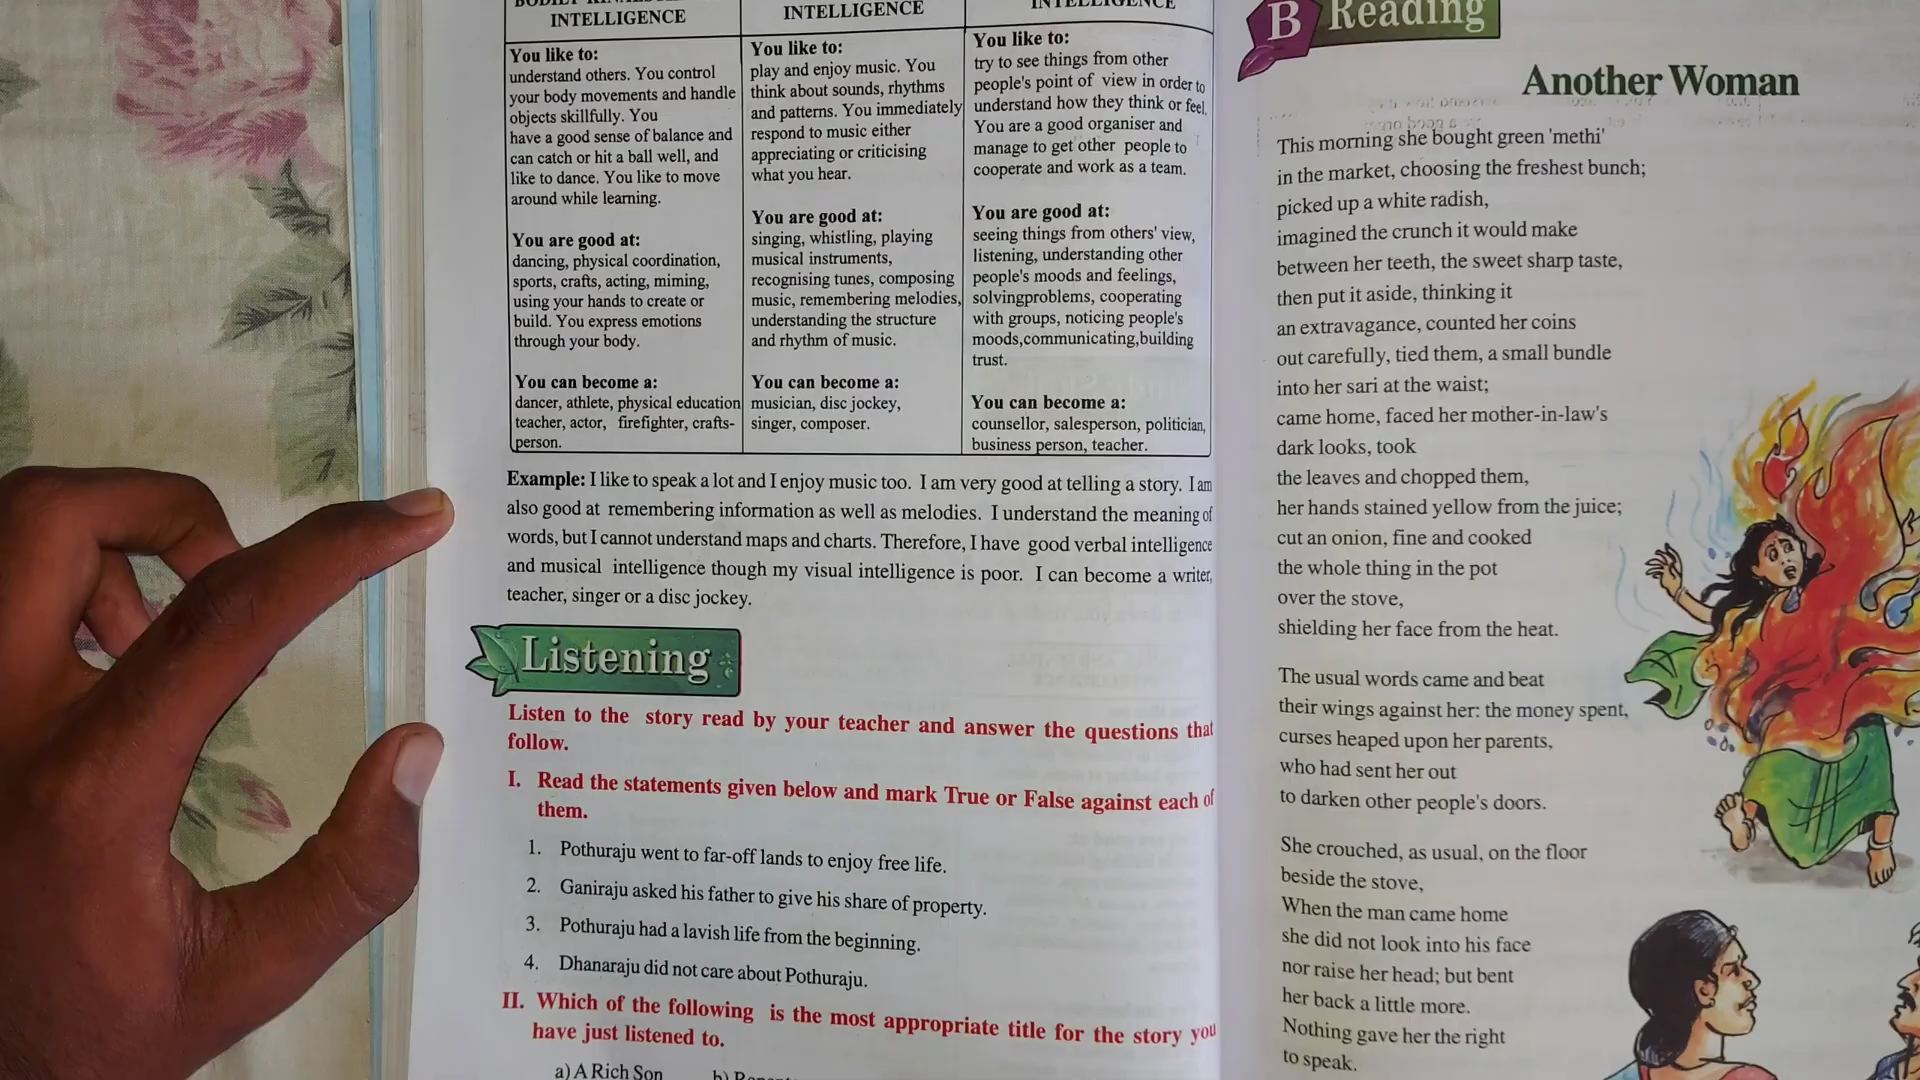 INTELLIGENCE
You like to:
understand others. You control
your body movements and handle
objects skillfully. You
have a good sense of balance and
can catch or hit a ball well, and
like to dance. You like to move
around while learning.
You are good at:
dancing, physical coordination,
sports, crafts, acting, miming,
using your hands to create or
build. You express emotions
through your body.
You can become a:
dancer, athlete, physical education
teacher, actor, firefighter, crafts-
person.
INTELLIGENCE
You like to:
play and enjoy music. You
think about sounds, rhythms
and patterns. You immediately
respond to music either
appreciating or criticising
what you hear.
You are good at:
singing, whistling, playing
musical instruments,
recognising tunes, composing
music, remembering melodies,
understanding the structure
and rhythm of music.
You can become a:
musician, disc jockey,
singer, composer.
INTELLIGENCE
You like to:
try to see things from other
people's point of view in order to
understand how they think or feel.
You are a good organiser and
manage to get other people to
cooperate and work as a team.
You are good at:
seeing things from others' view,
listening, understanding other
people's moods and feelings,
solvingproblems, cooperating
with groups, noticing people's
moods,communicating,building
trust.
You can become a:
counsellor, salesperson, politician,
business person, teacher.
Example: I like to speak a lot and I enjoy music too. I am very good at telling a story. I am
also good at remembering information as well as melodies. I understand the meaning of
words, but I cannot understand maps and charts. Therefore, I have good verbal intelligence
and musical intelligence though my visual intelligence is poor. I can become a writer,
teacher, singer or a disc jockey.
Listening
Listen to the story read by your teacher and answer the questions that
follow.
I. Read the statements given below and mark True or False against each of
them.
1. Pothuraju went to far-off lands to enjoy free life.
2. Ganiraju asked his father to give his share of property.
3. Pothuraju had a lavish life from the beginning.
4. Dhanaraju did not care about Pothuraju.
II. Which of the following is the most appropriate title for the story you
have just listened to.
a) A Rich Son b)
B Reading
Another Woman
This morning she bought green 'methi'
in the market, choosing the freshest bunch;
picked up a white radish,
imagined the crunch it would make
between her teeth, the sweet sharp taste,
then put it aside, thinking it
an extravagance, counted her coins
out carefully, tied them, a small bundle
into her sari at the waist;
came home, faced her mother-in-law's
dark looks, took
the leaves and chopped them,
her hands stained yellow from the juice;
cut an onion, fine and cooked
the whole thing in the pot
over the stove,
shielding her face from the heat.
The usual words came and beat
their wings against her: the money spent,
curses heaped upon her parents,
who had sent her out
to darken other people's doors.
She crouched, as usual, on the floor
beside the stove,
When the man came home
she did not look into his face
nor raise her head; but bent
her back a little more.
Nothing gave her the right
to speak.